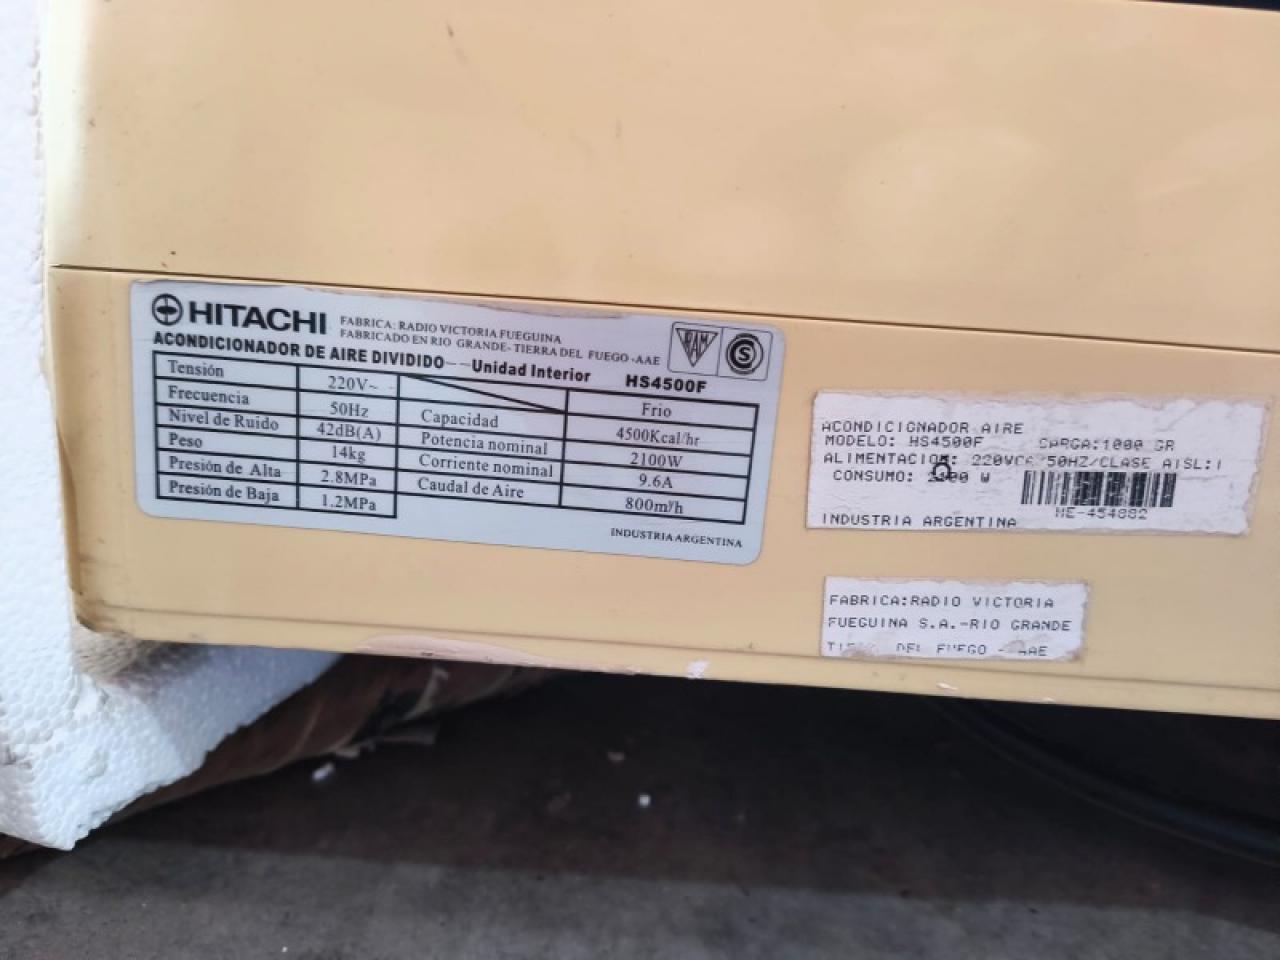 HITACHI
FABRICA: RADIO VICTORIA FUEGUINA
FABRICADO EN RIO GRANDE- TIERRA DEL FUEGO -AAE
ACONDICIONADOR DE AIRE DIVIDIDO -- Unidad Interior HS4500F
S
Tensión 220V~ Frio
Frecuencia 50Hz Capacidad 4500Kcal/hr
Nivel de Ruido 42dB(A) Potencia nominal 2100W
Peso 14kg Corriente nominal 9.6A
Presión de Alta 2.8MPa Caudal de Aire 800m³/h
Presión de Baja 1.2MPa
INDUSTRIA ARGENTINA
ACONDICIONADOR AIRE
MODELO: HS4500F CARGA:1000 GR
ALIMENTACION: 220VCA 50HZ/CLASE AISL:I
CONSUMO: W
ME-454882
INDUSTRIA ARGENTINA
FABRICA:RADIO VICTORIA
FUEGUINA S.A.-RIO GRANDE
DEL FUEGO - AAE